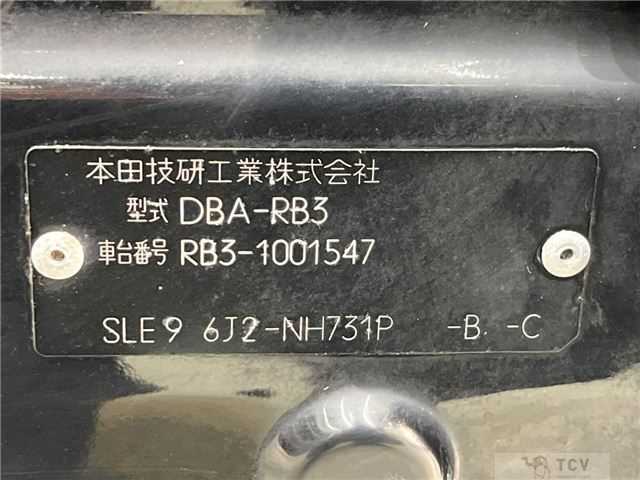 本田技研工業株式会社
型式 DBA-RB3
車台番号 RB3-1001547
SLE9 6J2-NH731P -B -C
TCV